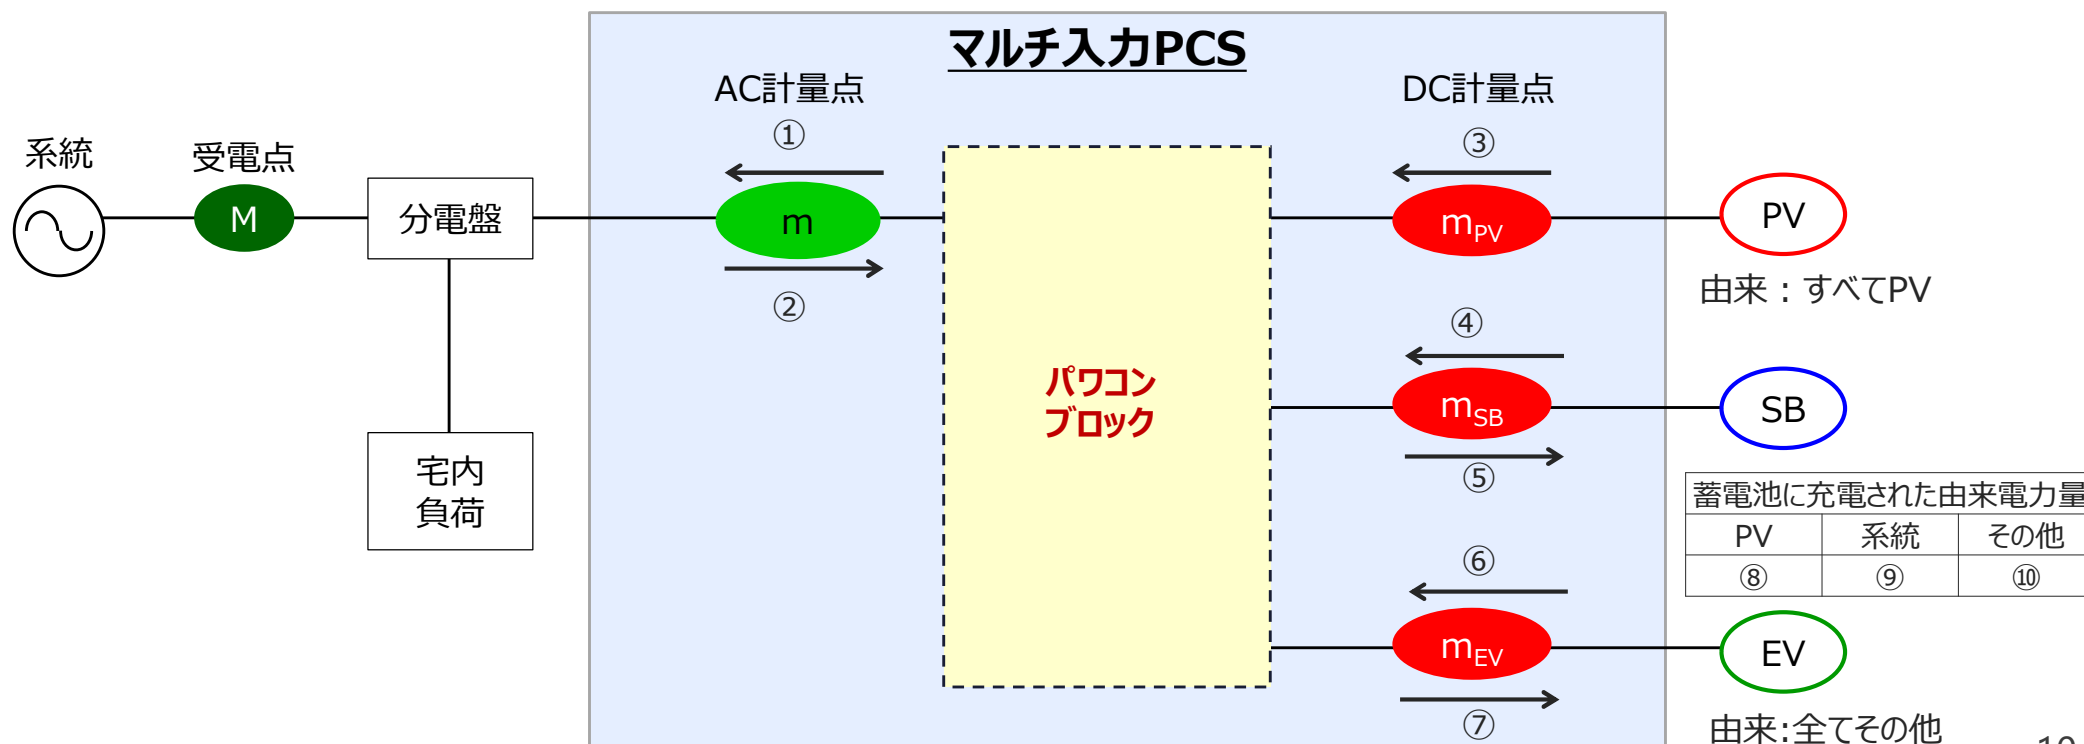 マルチ入力PCS
AC計量点
DC計量点
①
③
系統
受電点
M
分電盤
m
mPV
PV
②
由来：すべてPV
④
パワコン
ブロック
mSB
SB
宅内
負荷
⑤
蓄電池に充電された由来電力量
PV 系統 その他
⑧ ⑨ ⑩
⑥
mEV
EV
⑦
由来:全てその他